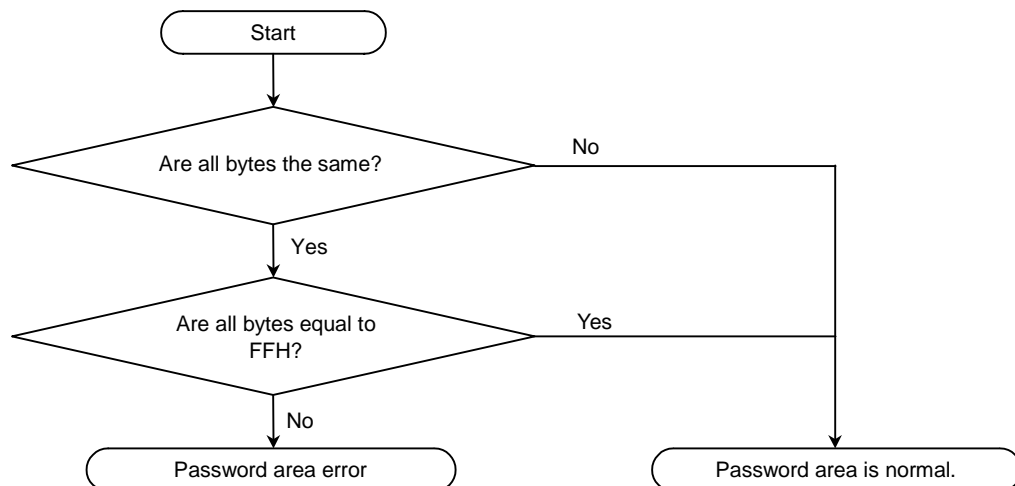 Start
Are all bytes the same?
No
Yes
Are all bytes equal to
FFH?
Yes
No
Password area error
Password area is normal.